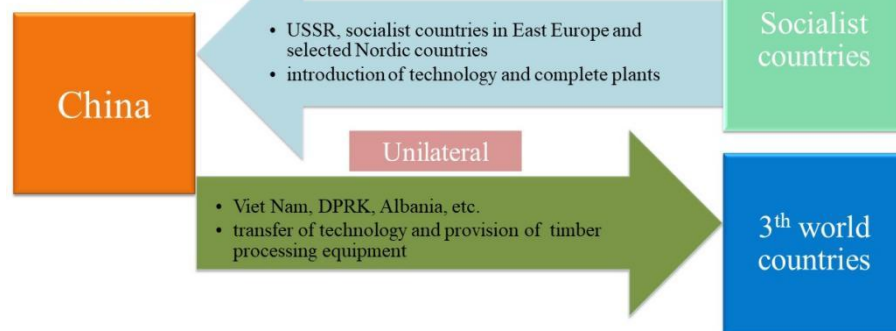 • USSR, socialist countries in East Europe and
selected Nordic countries
• introduction of technology and complete plants
Socialist
countries
China
Unilateral
• Viet Nam, DPRK, Albania, etc.
• transfer of technology and provision of timber
processing equipment
3th world
countries